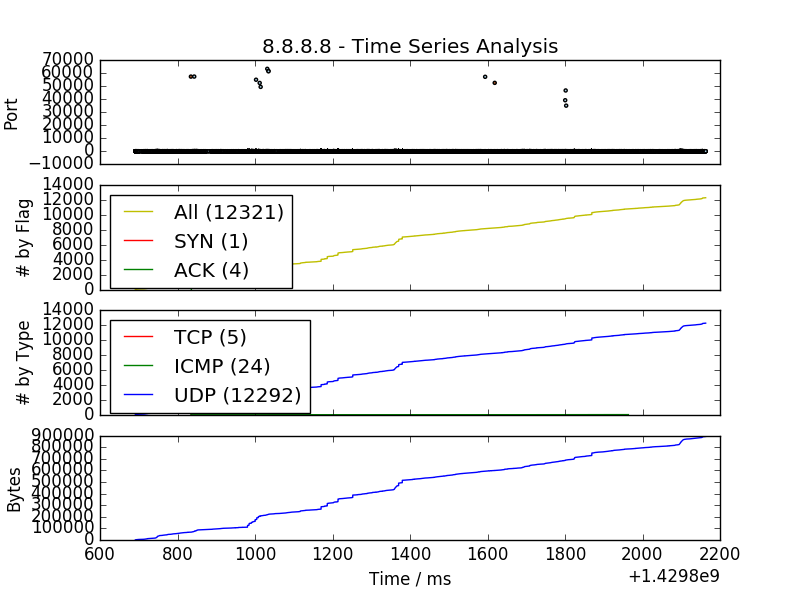 8.8.8.8 - Time Series Analysis
70000
60000
50000
40000
30000
20000
10000
0
−10000
Port
14000
12000
10000
8000
6000
4000
2000
0
# by Flag
All (12321)
SYN (1)
ACK (4)
14000
12000
10000
8000
6000
4000
2000
0
# by Type
TCP (5)
ICMP (24)
UDP (12292)
900000
800000
700000
600000
500000
400000
300000
200000
100000
0
Bytes
600 800 1000 1200 1400 1600 1800 2000 2200
Time / ms
+1.4298e9